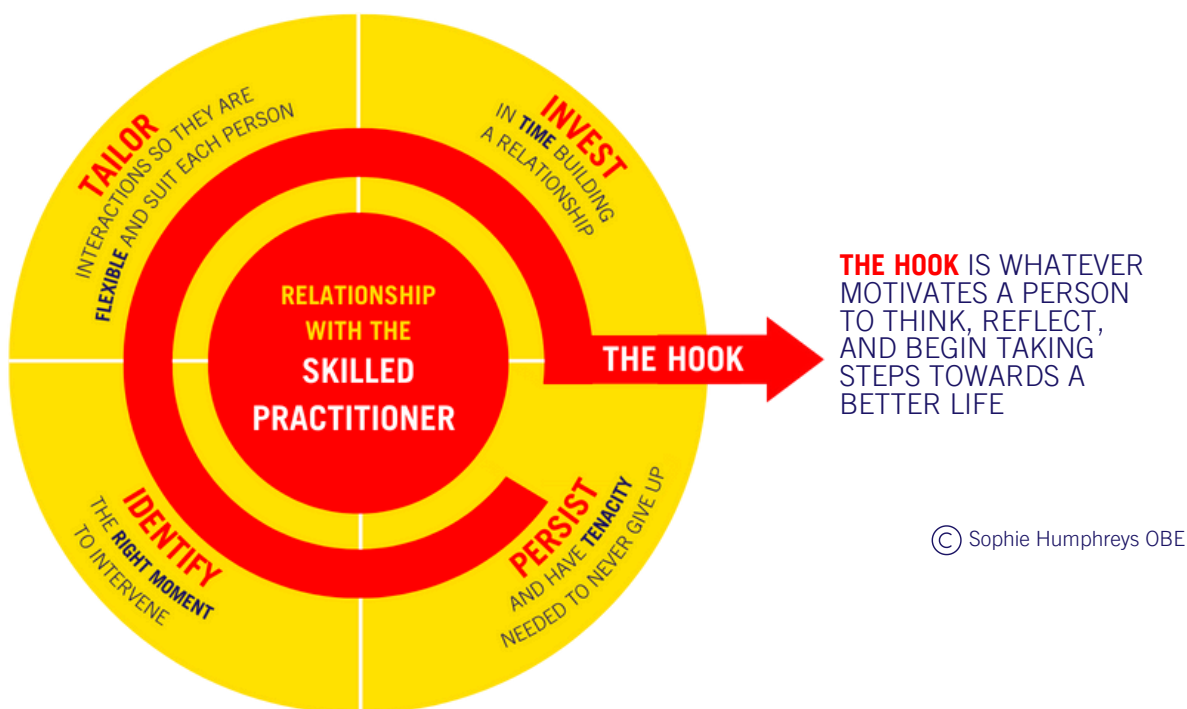 TAILOR
INTERACTIONS SO THEY ARE
FLEXIBLE AND SUIT EACH PERSON
INVEST
IN TIME BUILDING
A RELATIONSHIP
RELATIONSHIP
WITH THE
SKILLED
PRACTITIONER
THE HOOK
THE HOOK IS WHATEVER
MOTIVATES A PERSON
TO THINK, REFLECT,
AND BEGIN TAKING
STEPS TOWARDS A
BETTER LIFE
IDENTIFY
THE RIGHT MOMENT
TO INTERVENE
PERSIST
AND HAVE TENACITY
NEEDED TO NEVER GIVE UP
© Sophie Humphreys OBE